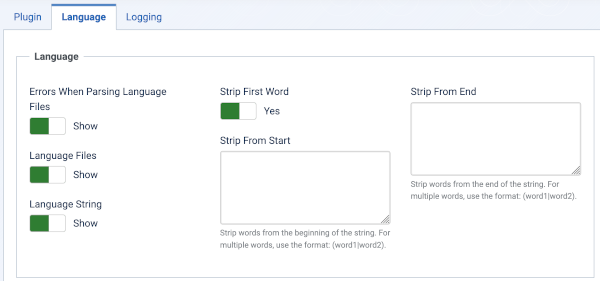 Plugin Language Logging
Language
Errors When Parsing Language
Files
Show
Language Files
Show
Language String
Show
Strip First Word
Yes
Strip From Start
Strip words from the beginning of the string. For
multiple words, use the format: (word1|word2).
Strip From End
Strip words from the end of the string. For
multiple words, use the format: (word1|word2).